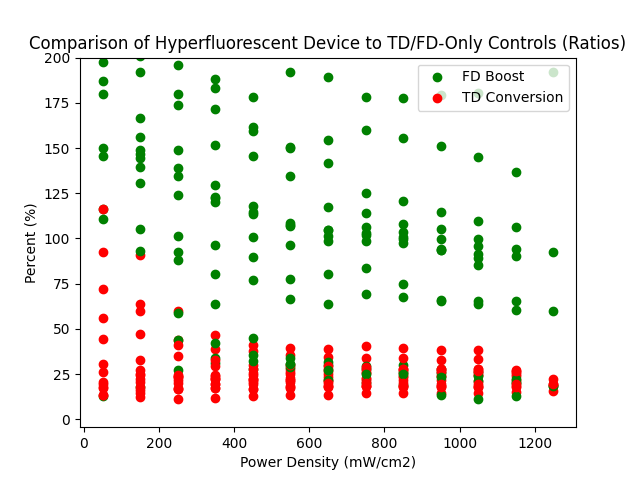 Comparison of Hyperfluorescent Device to TD/FD-Only Controls (Ratios)
FD Boost
TD Conversion
Percent (%)
200
175
150
125
100
75
50
25
0
0 200 400 600 800 1000 1200
Power Density (mW/cm2)